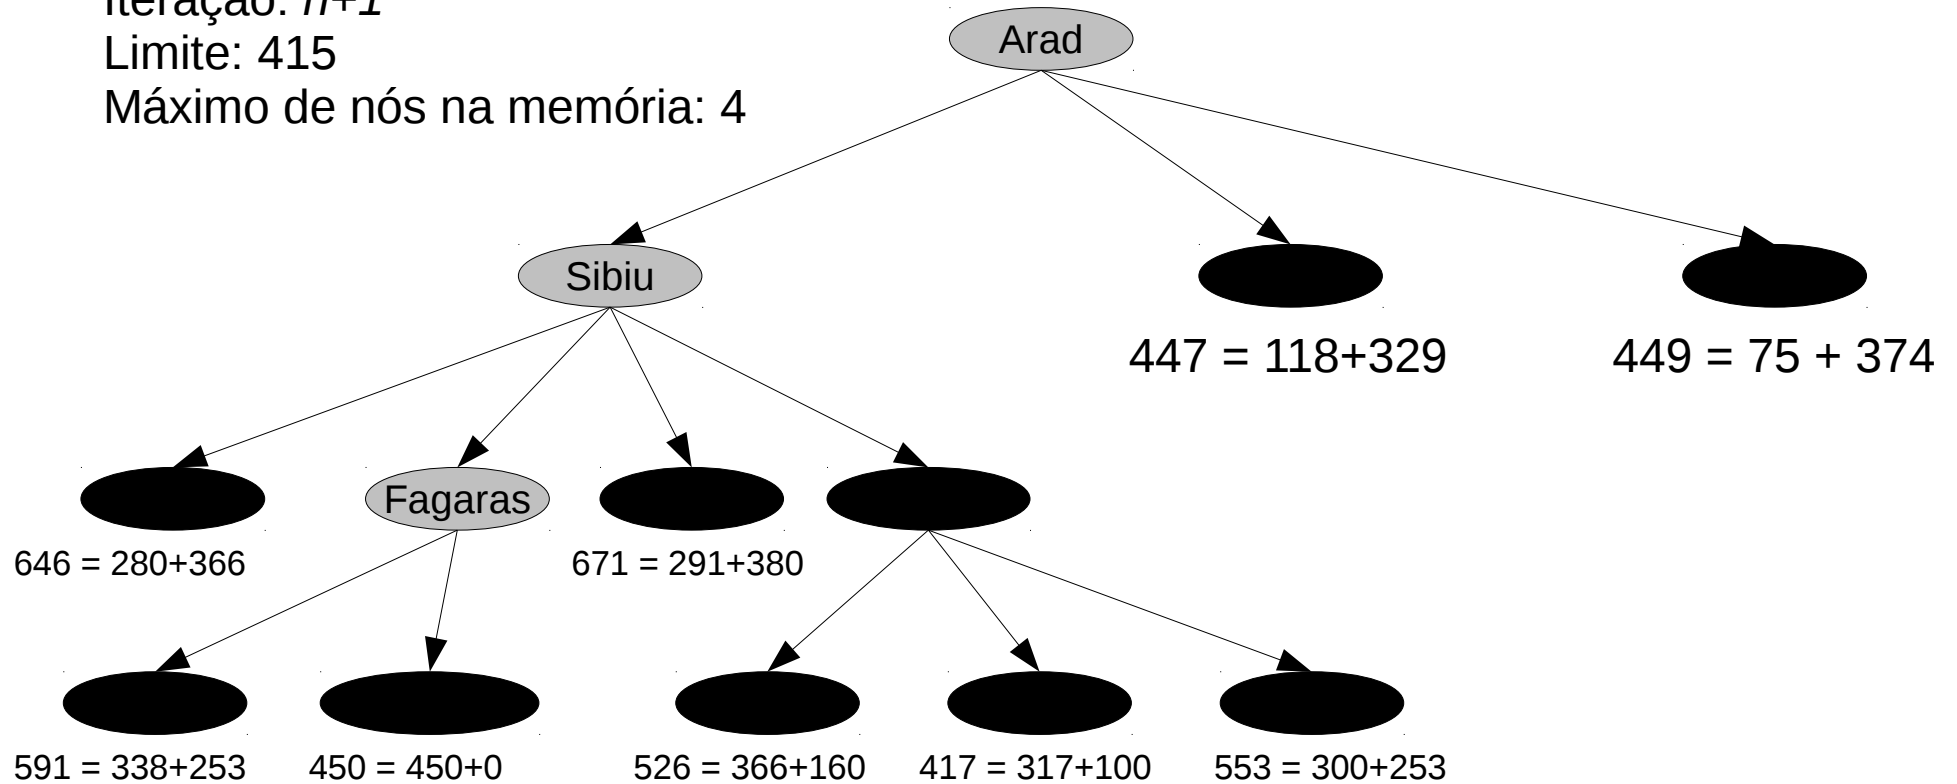 Iteração: n+1
Limite: 415
Máximo de nós na memória: 4
Arad
Sibiu
447 = 118+329
449 = 75 + 374
Fagaras
646 = 280+366
671 = 291+380
591 = 338+253
450 = 450+0
526 = 366+160
417 = 317+100
553 = 300+253